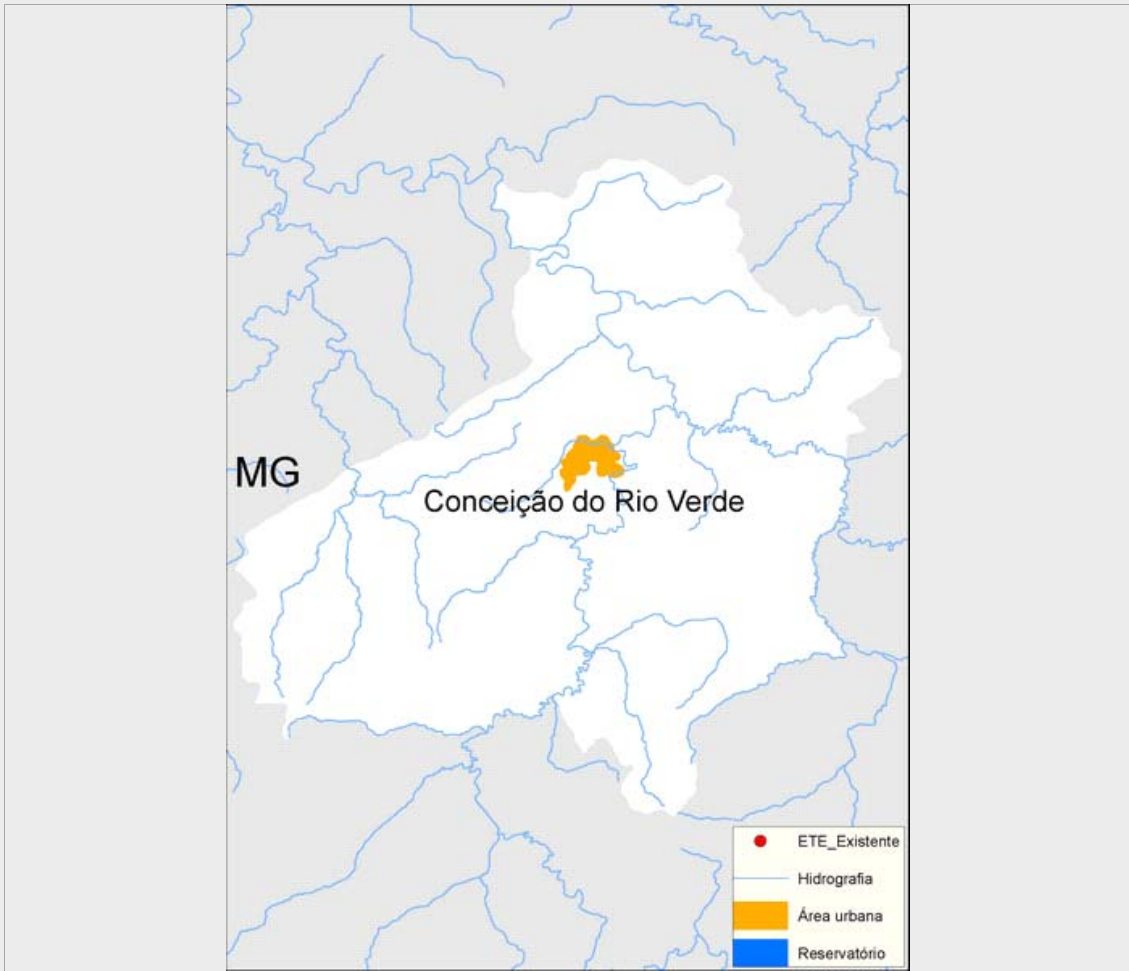 MG
Conceição do Rio Verde
ETE_Existente
Hidrografia
Área urbana
Reservatório